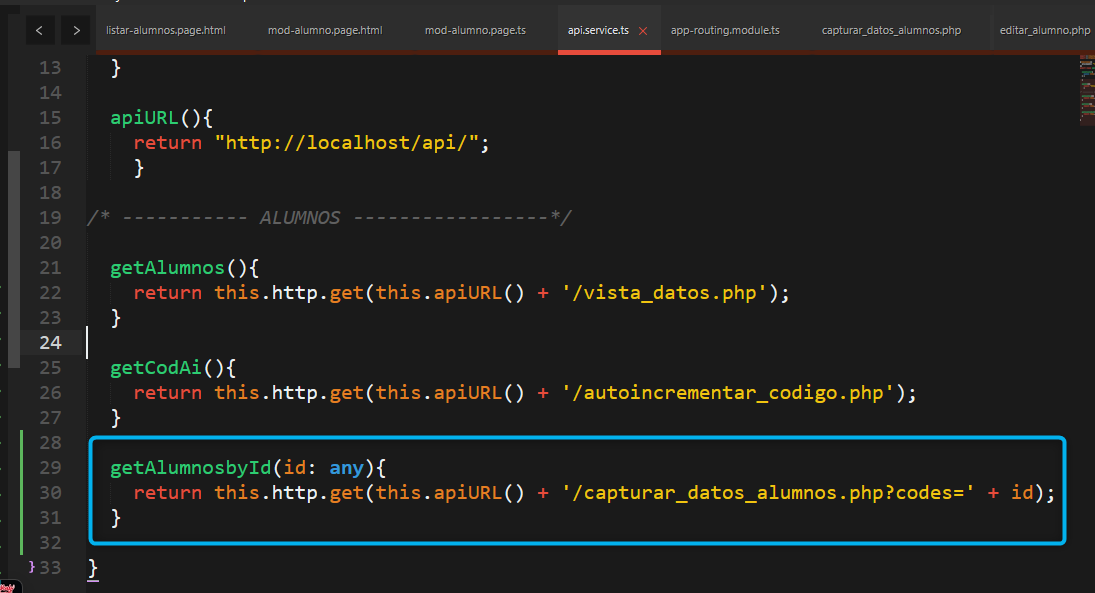 < > listar-alumnos.page.html mod-alumno.page.html mod-alumno.page.ts api.service.ts × app-routing.module.ts capturar_datos_alumnos.php editar_alumno.php
13 }
14
15 apiURL(){
16 return "http://localhost/api/";
17 }
18
19 /* ----------- ALUMNOS -----------------*/
20
21 getAlumnos(){
22 return this.http.get(this.apiURL() + '/vista_datos.php');
23 }
24
25 getCodAi(){
26 return this.http.get(this.apiURL() + '/autoincrementar_codigo.php');
27 }
28
29 getAlumnosbyId(id: any){
30 return this.http.get(this.apiURL() + '/capturar_datos_alumnos.php?codes=' + id);
31 }
32
}33 }